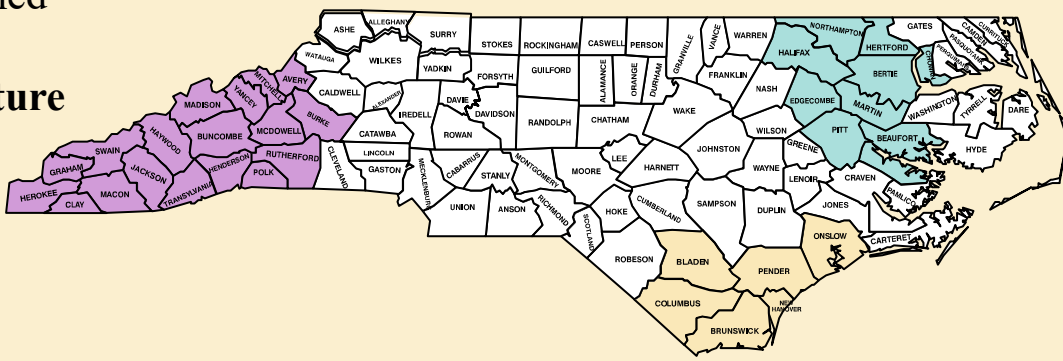 ned
ture
ASHE
ALLEGHANY
SURRY
STOKES
ROCKINGHAM
CASWELL
PERSON
GRANVILLE
VANCE
WARREN
NORTHAMPTON
GATES
CURRITUCK
CAMDEN
PASQUOTANK
PERQUIMANS
CHOWAN
HERTFORD
HALIFAX
WATAUGA
WILKES
YADKIN
FORSYTH
GUILFORD
ALAMANCE
ORANGE
DURHAM
FRANKLIN
NASH
EDGECOMBE
BERTIE
MARTIN
WASHINGTON
TYRRELL
DARE
HYDE
MITCHELL
AVERY
CALDWELL
ALEXANDER
IREDELL
DAVIE
DAVIDSON
RANDOLPH
CHATHAM
WAKE
WILSON
PITT
BEAUFORT
GREENE
MADISON
YANCEY
BURKE
CATAWBA
ROWAN
JOHNSTON
WAYNE
LENOIR
CRAVEN
PAMLICO
HAYWOOD
BUNCOMBE
MCDOWELL
LINCOLN
LEE
HARNETT
SWAIN
JACKSON
HENDERSON
RUTHERFORD
POLK
CLEVELAND
GASTON
MECKLENBURG
CABARRUS
STANLY
MONTGOMERY
MOORE
GRAHAM
HEROKEE
CLAY
MACON
TRANSYLVANIA
UNION
ANSON
RICHMOND
SCOTLAND
HOKE
CUMBERLAND
SAMPSON
DUPLIN
JONES
CARTERET
ONSLOW
ROBESON
BLADEN
PENDER
COLUMBUS
NEW
HANOVER
BRUNSWICK